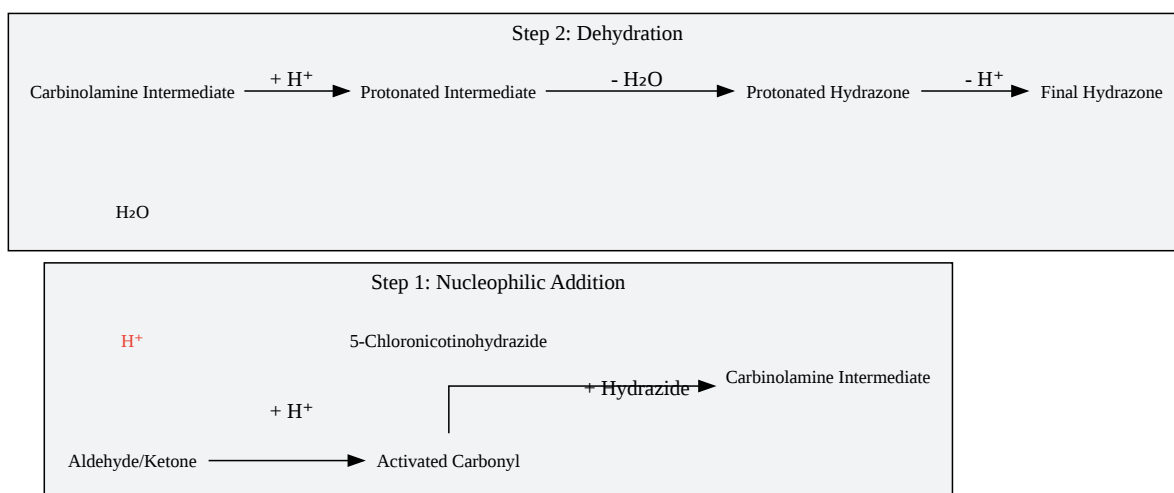 Step 2: Dehydration
+ H⁺
- H₂O
- H⁺
Carbinolamine Intermediate
Protonated Intermediate
Protonated Hydrazone
Final Hydrazone
H₂O
Step 1: Nucleophilic Addition
H⁺
5-Chloronicotinohydrazide
Carbinolamine Intermediate
+ Hydrazide
+ H⁺
Aldehyde/Ketone
Activated Carbonyl